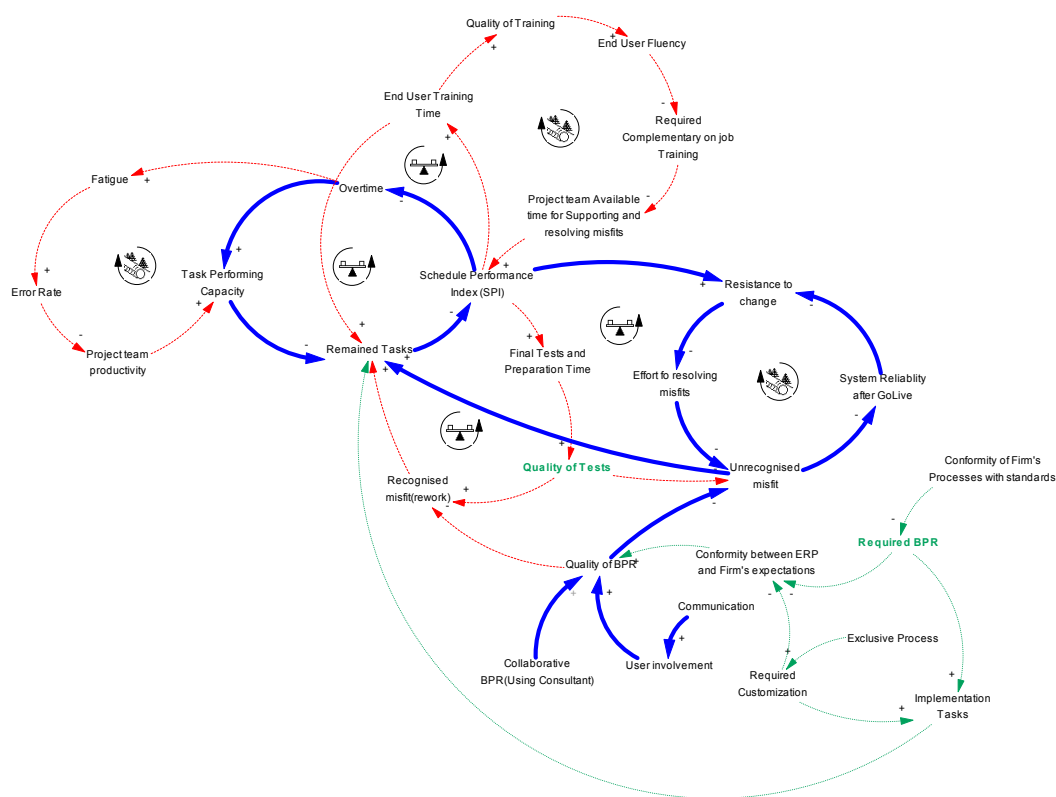 Quality of Training
End User Fluency
End User Training
Time
Required
Complementary on job
Training
Fatigue
Overtime
Project team Available
time for Supporting and
resolving misfits
Task Performing
Capacity
Schedule Performance
Index (SPI)
Resistance to
change
Error Rate
Project team
productivity
Remained Tasks
Final Tests and
Preparation Time
Effort fo resolving
misfits
System Reliablity
after GoLive
Quality of Tests
Unrecognised
misfit
Recognised
misfit(rework)
Conformity of Firm's
Processes with standards
Required BPR
Quality of BPR
Conformity between ERP
and Firm's expectations
Communication
Collaborative
BPR(Using Consultant)
User involvement
Exclusive Process
Required
Customization
Implementation
Tasks